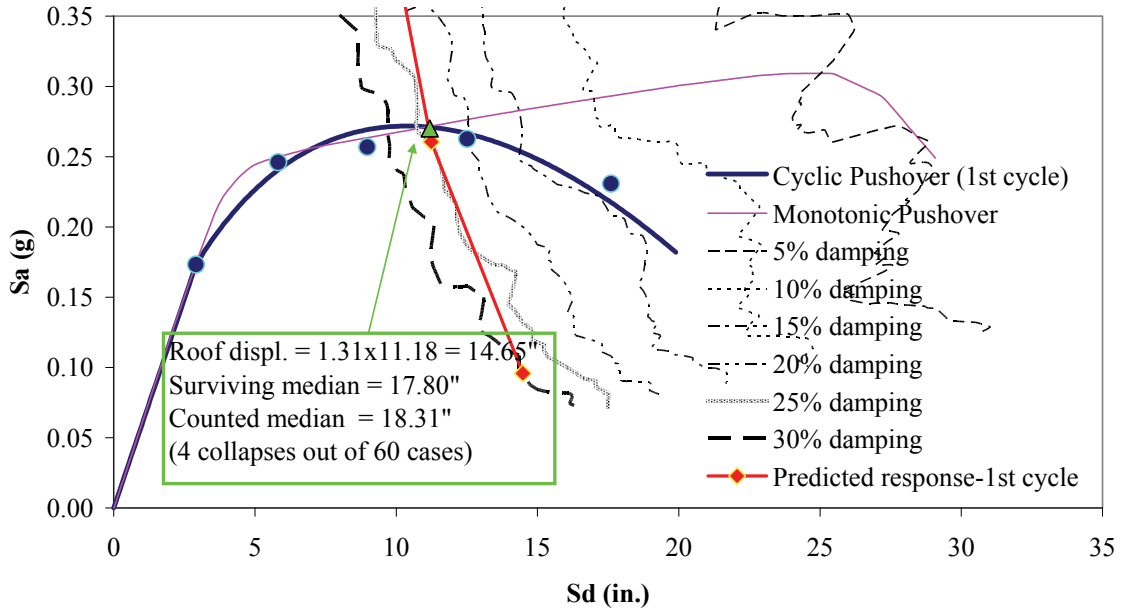 0.35
0.30
0.25
0.20
0.15
0.10
0.05
0.00
Sa (g)
Cyclic Pushover (1st cycle)
Monotonic Pushover
5% damping
10% damping
15% damping
20% damping
25% damping
30% damping
Predicted response-1st cycle
Roof displ. = 1.31x11.18 = 14.65"
Surviving median = 17.80"
Counted median = 18.31"
(4 collapses out of 60 cases)
0 5 10 15 20 25 30 35
Sd (in.)